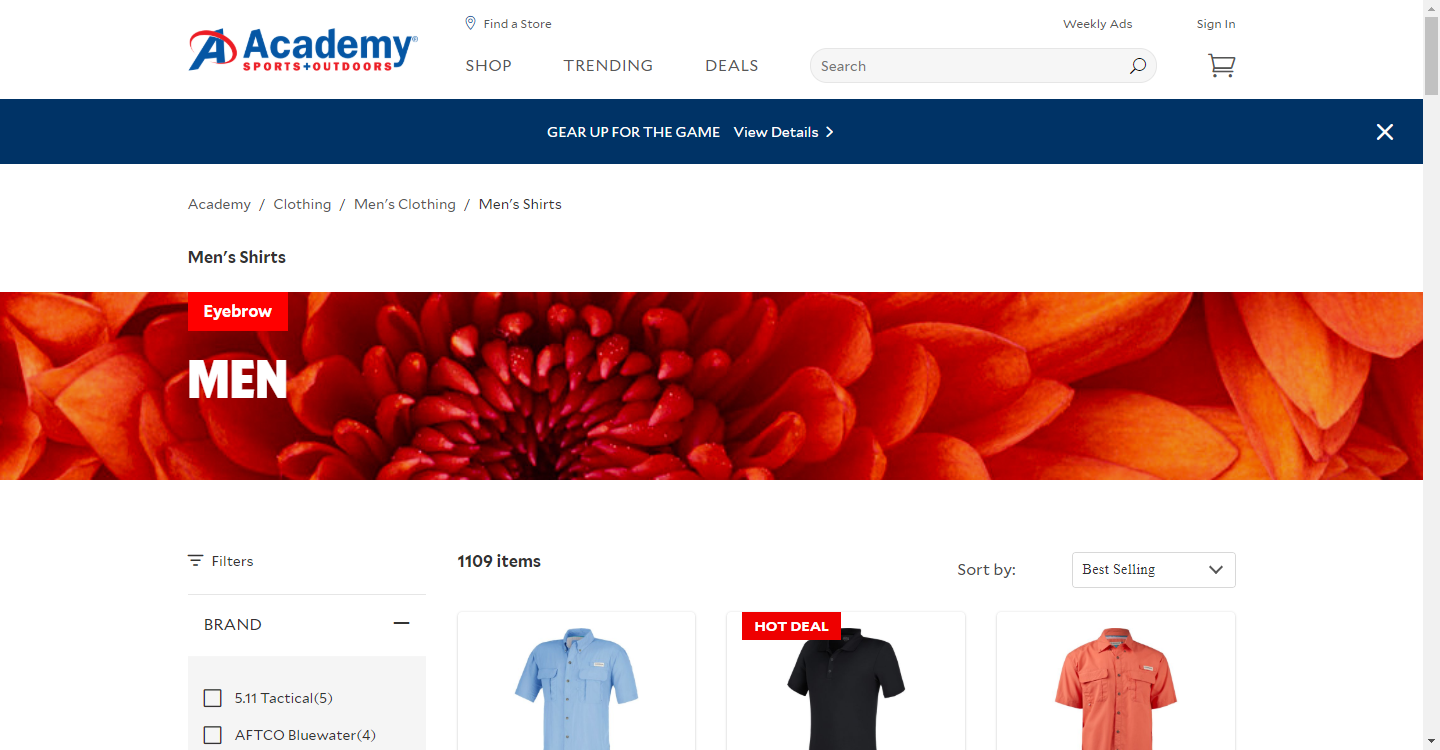 Find a Store
Weekly Ads
Sign In
Academy
SPORTS+OUTDOORS
SHOP
TRENDING
DEALS
Search
GEAR UP FOR THE GAME View Details
Academy / Clothing / Men's Clothing / Men's Shirts
Men's Shirts
Eyebrow
MEN
Filters
1109 items
Sort by:
Best Selling
BRAND
HOT DEAL
5.11 Tactical(5)
AFTCO Bluewater(4)